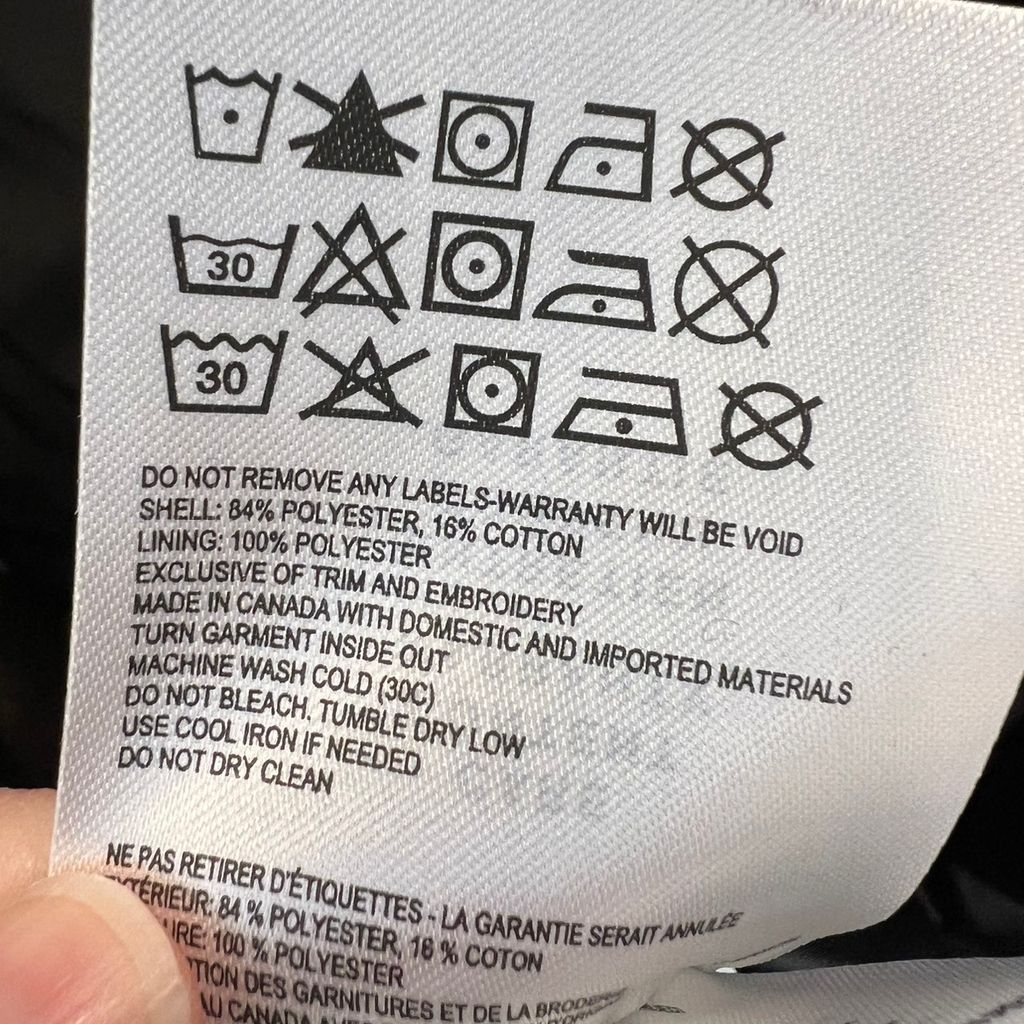 30
30
DO NOT REMOVE ANY LABELS-WARRANTY WILL BE VOID
SHELL: 84% POLYESTER, 16% COTTON
LINING: 100% POLYESTER
EXCLUSIVE OF TRIM AND EMBROIDERY
MADE IN CANADA WITH DOMESTIC AND IMPORTED MATERIALS
TURN GARMENT INSIDE OUT
MACHINE WASH COLD (30C)
DO NOT BLEACH. TUMBLE DRY LOW
USE COOL IRON IF NEEDED
DO NOT DRY CLEAN
NE PAS RETIRER D'ÉTIQUETTES - LA GARANTIE SERAIT ANNULÉE
84 % POLYESTER, 16 % COTON
100 % POLYESTER
DES GARNITURES ET DE LA
AU CANADA